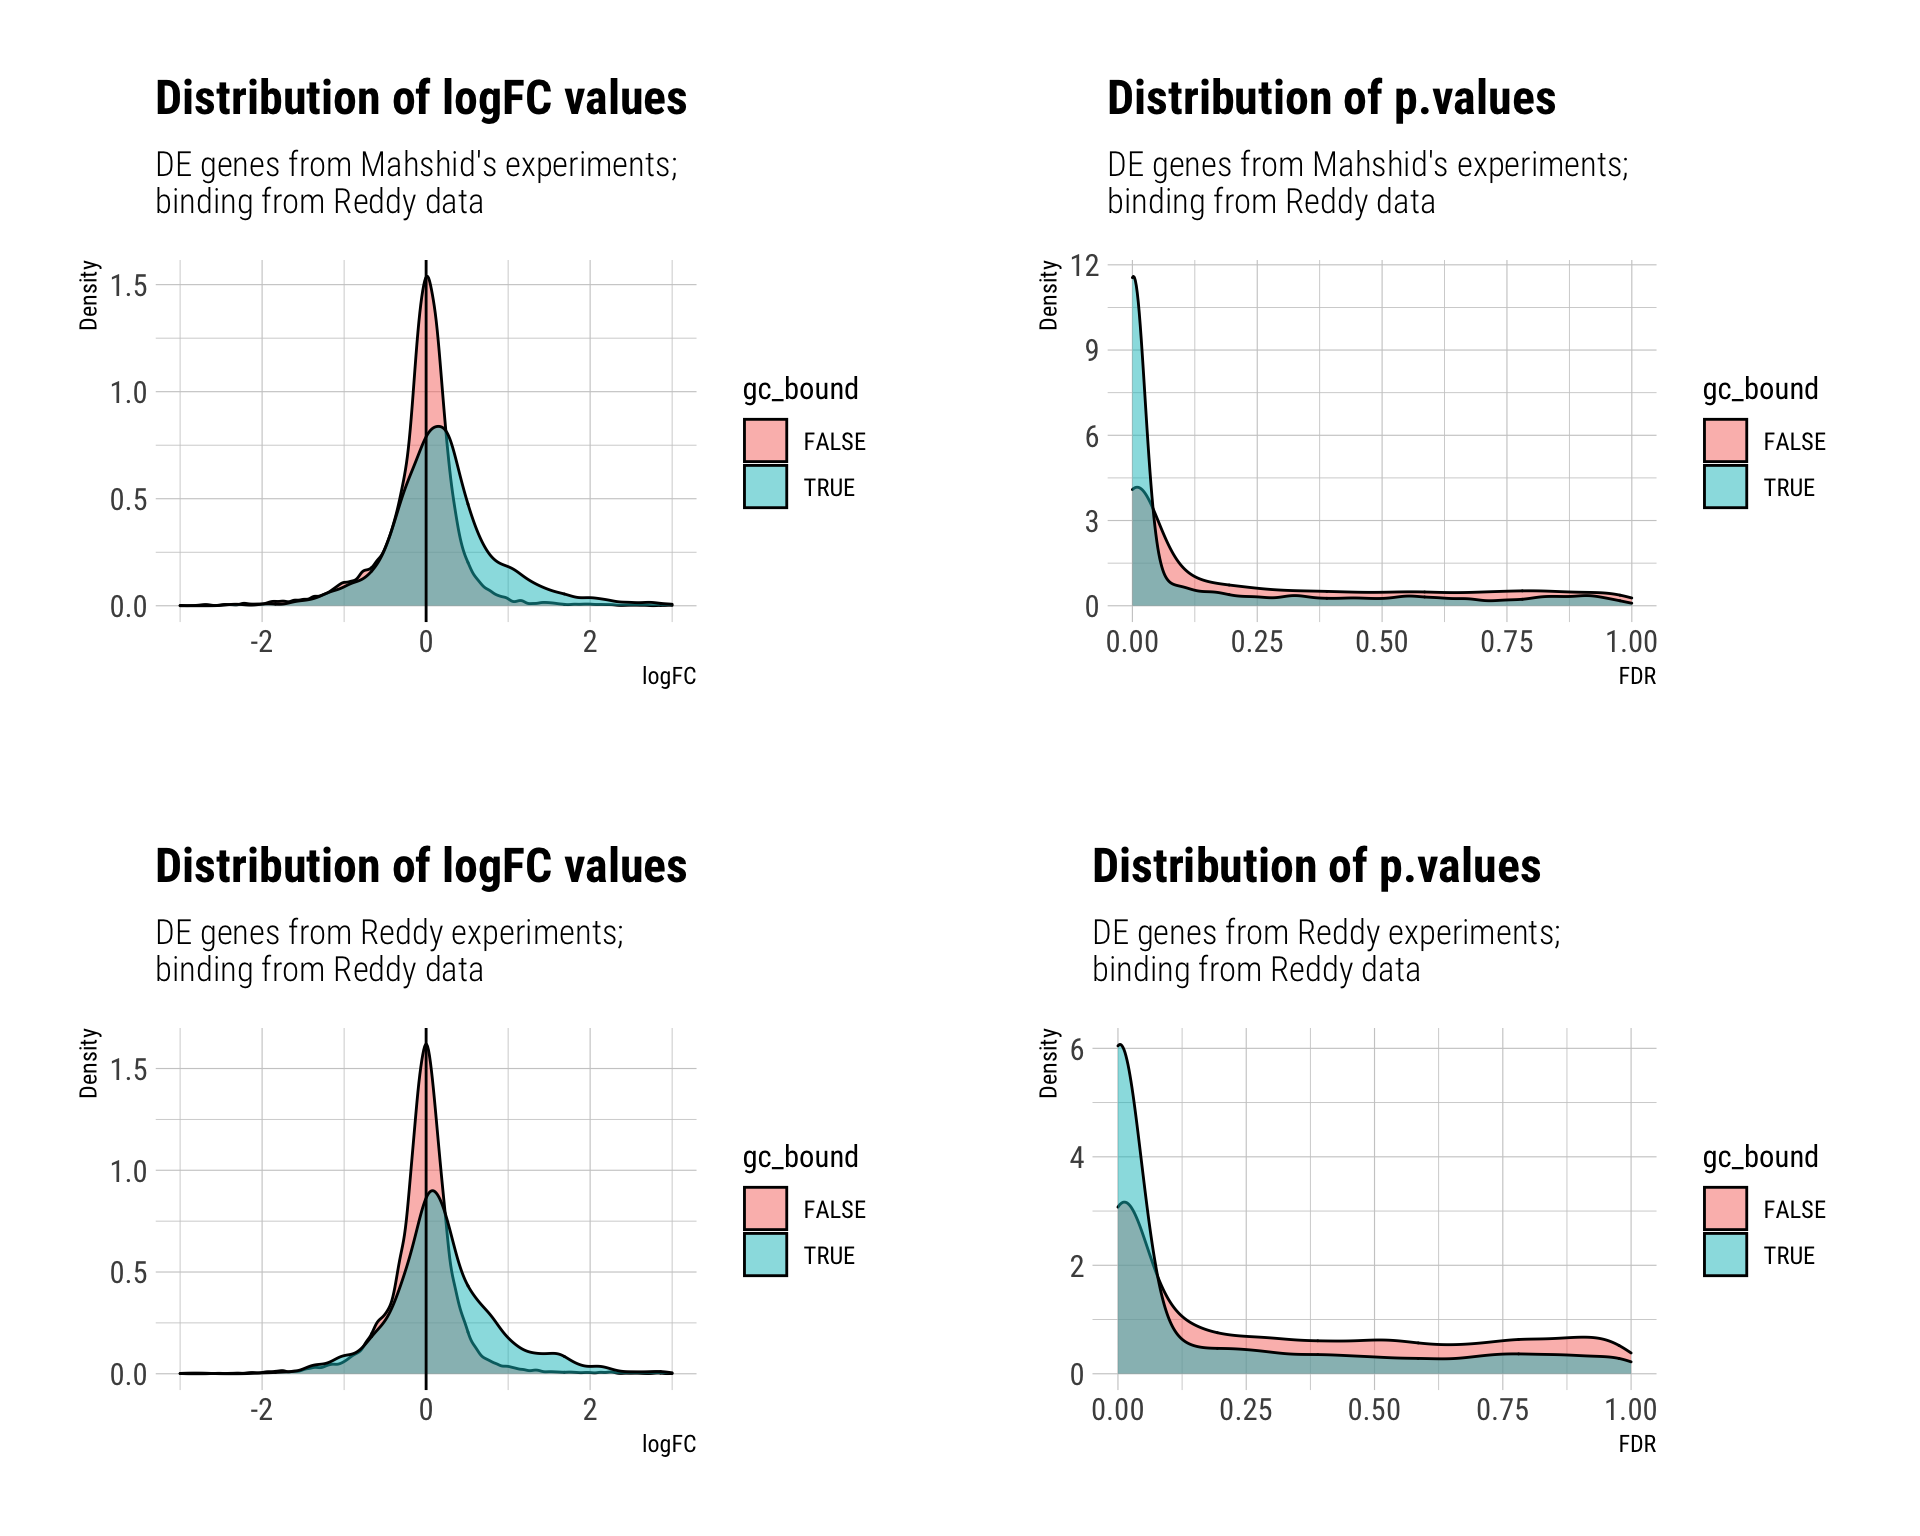 Distribution of logFC values
DE genes from Mahshid's experiments;
binding from Reddy data
Density
1.5
1.0
0.5
0.0
-2
0
2
logFC
gc_bound
FALSE
TRUE
Distribution of p.values
DE genes from Mahshid's experiments;
binding from Reddy data
Density
12
9
6
3
0
0.00
0.25
0.50
0.75
1.00
FDR
gc_bound
FALSE
TRUE
Distribution of logFC values
DE genes from Reddy experiments;
binding from Reddy data
Density
1.5
1.0
0.5
0.0
-2
0
2
logFC
gc_bound
FALSE
TRUE
Distribution of p.values
DE genes from Reddy experiments;
binding from Reddy data
Density
6
4
2
0
0.00
0.25
0.50
0.75
1.00
FDR
gc_bound
FALSE
TRUE